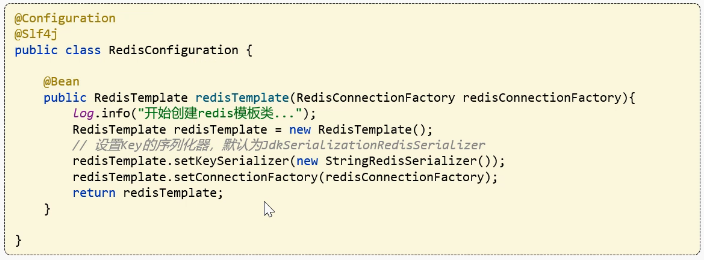 @Configuration
@Slf4j
public class RedisConfiguration {
@Bean
public RedisTemplate redisTemplate(RedisConnectionFactory redisConnectionFactory){
log.info("开始创建redis模板类...");
RedisTemplate redisTemplate = new RedisTemplate();
// 设置Key的序列化器，默认为JdkSerializationRedisSerializer
redisTemplate.setKeySerializer(new StringRedisSerializer());
redisTemplate.setConnectionFactory(redisConnectionFactory);
return redisTemplate;
}
}